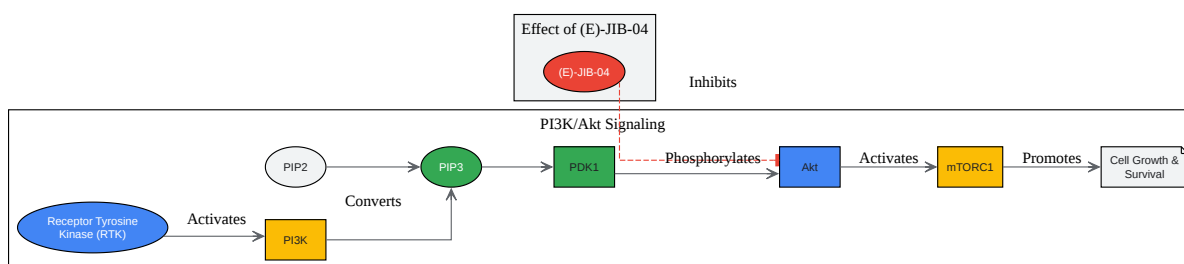 Effect of (E)-JIB-04
(E)-JIB-04
Inhibits
PI3K/Akt Signaling
PIP2
PIP3
PDK1
Phosphorylates
Akt
Activates
mTORC1
Promotes
Cell Growth &
Survival
Converts
Receptor Tyrosine
Kinase (RTK)
Activates
PI3K